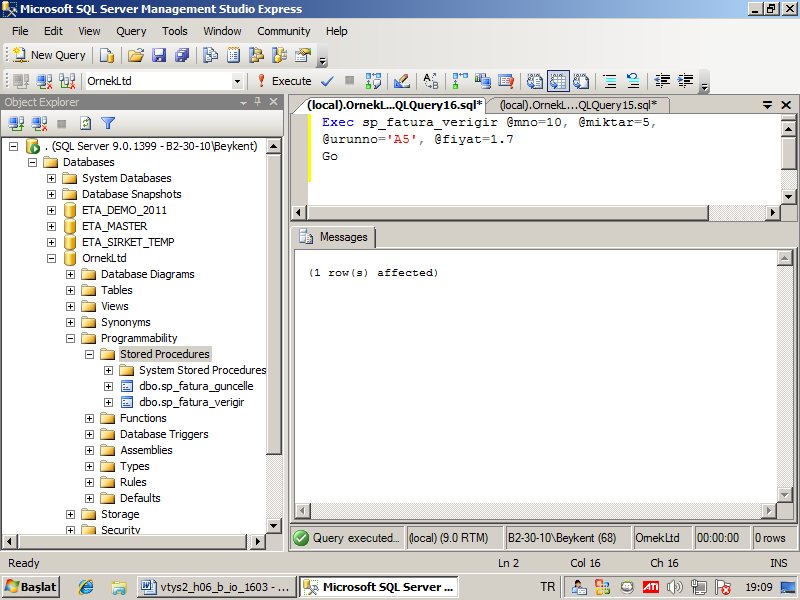 Microsoft SQL Server Management Studio Express
File Edit View Query Tools Window Community Help
New Query
OrnekLtd Execute
Object Explorer
. (SQL Server 9.0.1399 - B2-30-10\Beykent)
Databases
System Databases
Database Snapshots
ETA_DEMO_2011
ETA_MASTER
ETA_SIRKET_TEMP
OrnekLtd
Database Diagrams
Tables
Views
Synonyms
Programmability
Stored Procedures
System Stored Procedures
dbo.sp_fatura_guncelle
dbo.sp_fatura_verigir
Functions
Database Triggers
Assemblies
Types
Rules
Defaults
Storage
Security
(local).OrnekL...QLQuery16.sql* (local).OrnekL...QLQuery15.sql*
Exec sp_fatura_verigir @mno=10, @miktar=5,
@urunno='A5', @fiyat=1.7
Go
Messages
(1 row(s) affected)
Query executed... (local) (9.0 RTM) B2-30-10\Beykent (68) OrnekLtd 00:00:00 0 rows
Ready Ln 2 Col 16 Ch 16 INS
Başlat vtys2_h06_b_io_1603 - ... Microsoft SQL Server ... TR ATI 19:09